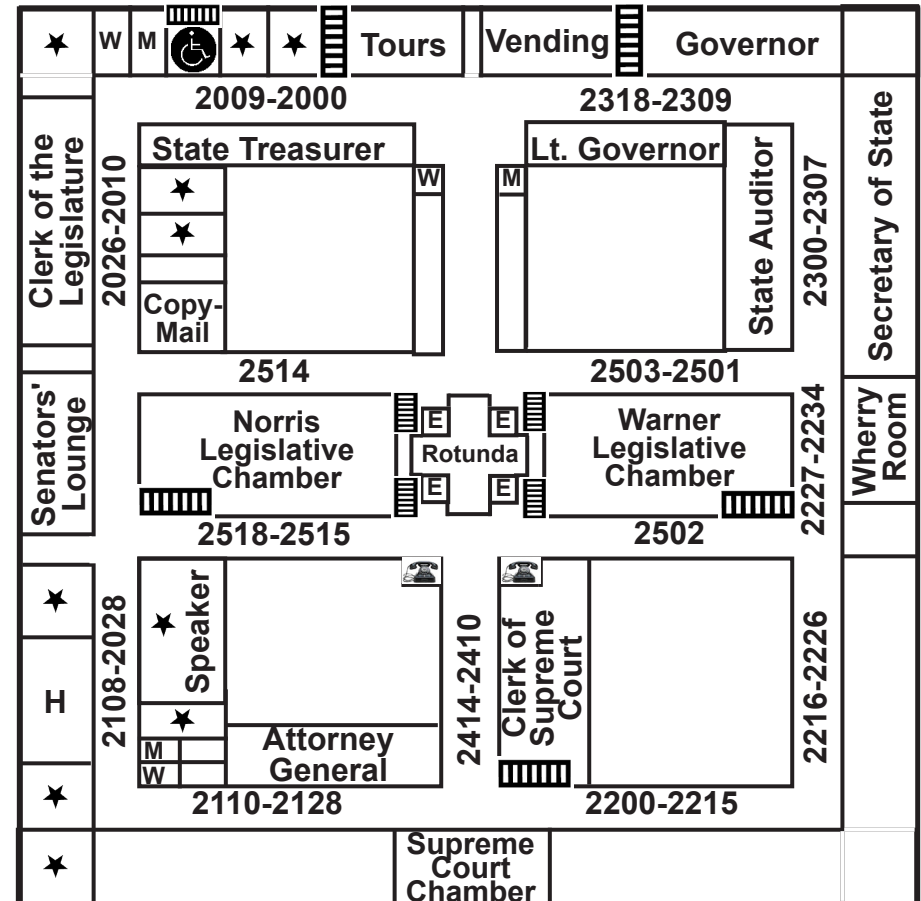 W
M
Tours
Vending
Governor
2009-2000
2318-2309
Clerk of the
Legislature
2026-2010
State Treasurer
W
Lt. Governor
M
State Auditor
2300-2307
Secretary of State
Copy-
Mail
2514
2503-2501
Senators'
Lounge
Norris
Legislative
Chamber
E
E
Rotunda
E
E
Warner
Legislative
Chamber
2227-2234
Wherry
Room
2518-2515
2502
H
2108-2028
Speaker
M
W
Attorney
General
2414-2410
Clerk of
Supreme
Court
2216-2226
2110-2128
2200-2215
Supreme
Court
Chamber